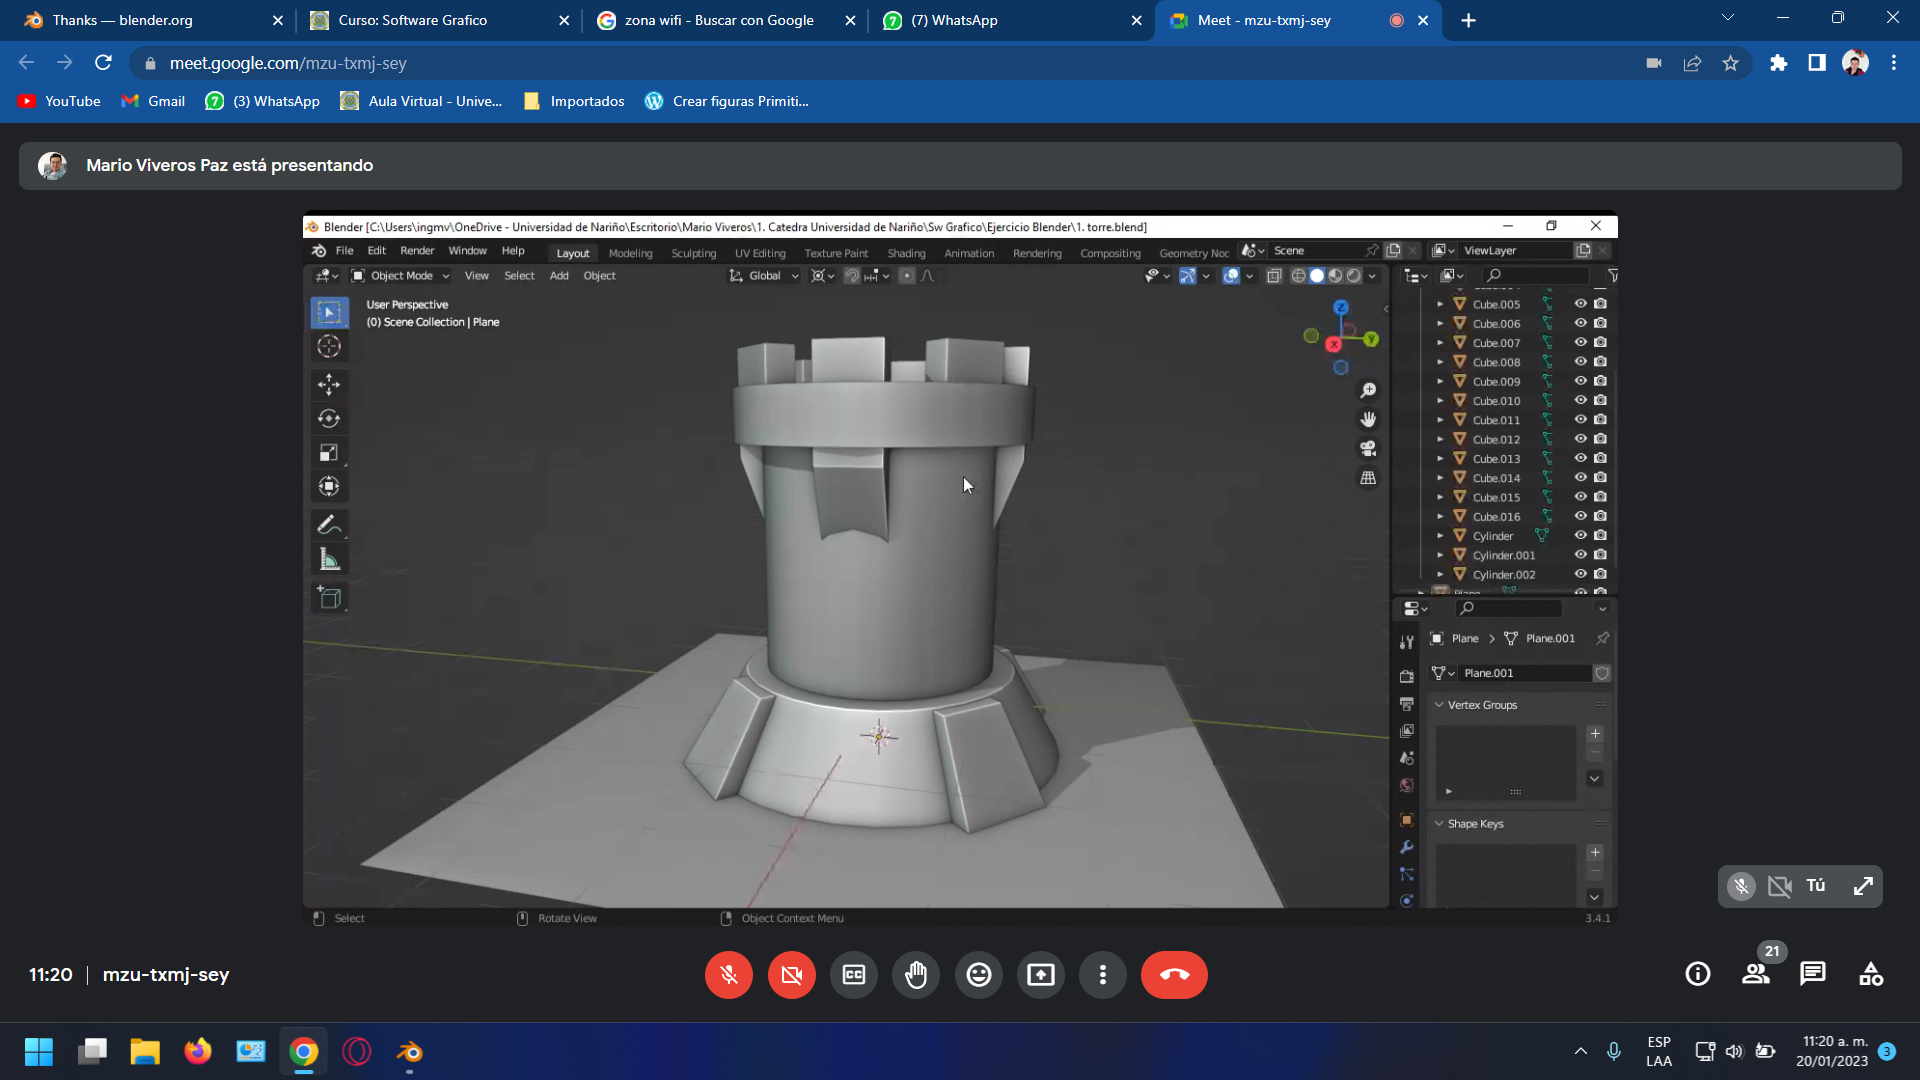 Thanks — blender.org
Curso: Software Grafico
zona wifi - Buscar con Google
(7) WhatsApp
Meet - mzu-txmj-sey
meet.google.com/mzu-txmj-sey
YouTube
Gmail
(3) WhatsApp
Aula Virtual - Unive...
Importados
Crear figuras Primiti...
Mario Viveros Paz está presentando
Blender [C:\Users\ingmv\OneDrive - Universidad de Nariño\Escritorio\Mario Viveros\1. Catedra Universidad de Nariño\Sw Grafico\Ejercicio Blender\1. torre.blend]
File Edit Render Window Help Layout Modeling Sculpting UV Editing Texture Paint Shading Animation Rendering Compositing Geometry Noc Scene ViewLayer
Object Mode View Select Add Object Global
User Perspective
(0) Scene Collection | Plane
Z
Y
X
Cube.005
Cube.006
Cube.007
Cube.008
Cube.009
Cube.010
Cube.011
Cube.012
Cube.013
Cube.014
Cube.015
Cube.016
Cylinder
Cylinder.001
Cylinder.002
Plane
Plane > Plane.001
Plane.001
Vertex Groups
Shape Keys
Select Rotate View Object Context Menu 3.4.1
Tú
11:20 | mzu-txmj-sey
21
ESP
LAA
11:20 a. m.
20/01/2023
3